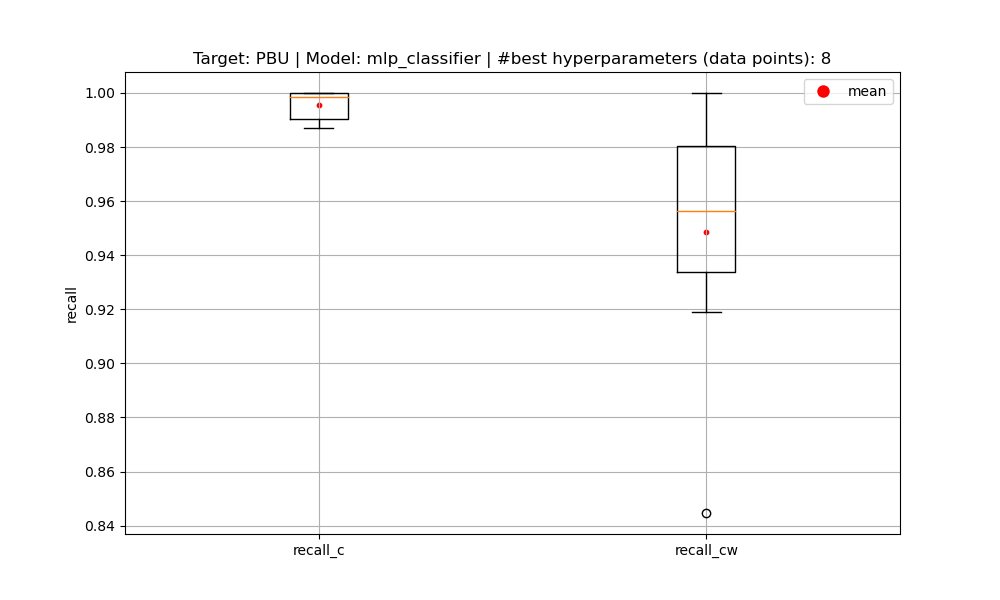 Target: PBU | Model: mlp_classifier | #best hyperparameters (data points): 8
mean
1.00
0.98
0.96
0.94
0.92
0.90
0.88
0.86
0.84
recall
recall_c
recall_cw